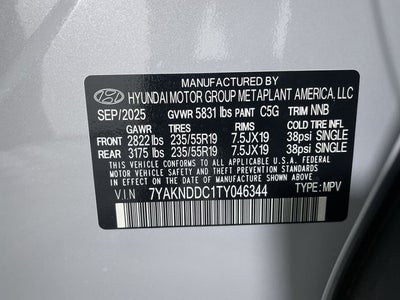 MANUFACTURED BY
HYUNDAI MOTOR GROUP METAPLANT AMERICA, LLC
SEP/2025 GVWR 5831 lbs PAINT C5G TRIM NNB
GAWR TIRES RIMS COLD TIRE INFL
FRONT 2822 lbs 235/55R19 7.5JX19 38psi SINGLE
REAR 3175 lbs 235/55R19 7.5JX19 38psi SINGLE
THIS VEHICLE CONFORMS TO ALL APPLICABLE U.S. FEDERAL
MOTOR VEHICLE SAFETY AND THEFT PREVENTION STANDARDS
IN EFFECT ON THE DATE OF MANUFACTURE SHOWN ABOVE.
V.I.N 7YAKNDDC1TY046344 TYPE: MPV